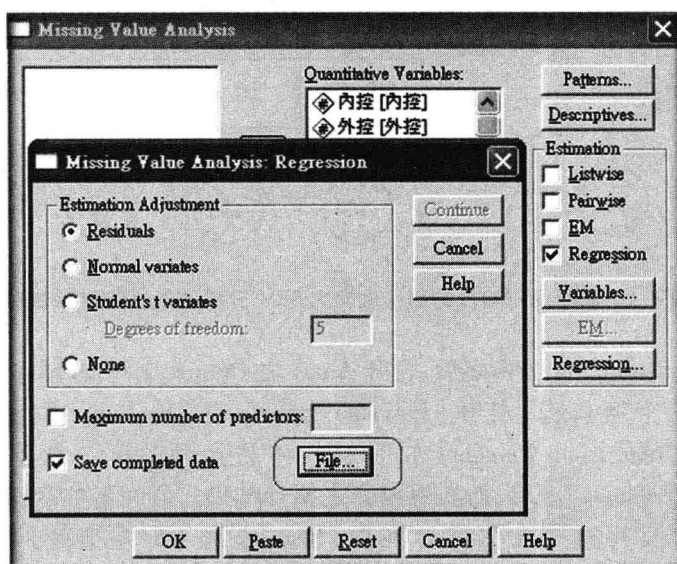 Missing Value Analysis
Quantitative Variables:
內控 [內控]
外控 [外控]
Patterns...
Descriptives...
Estimation
Listwise
Pairwise
EM
Regression
Variables...
EM...
Regression...
Missing Value Analysis: Regression
Estimation Adjustment
Residuals
Normal variates
Student's t variates
Degrees of freedom:
5
None
Continue
Cancel
Help
Maximum number of predictors:
Save completed data
File...
OK
Paste
Reset
Cancel
Help